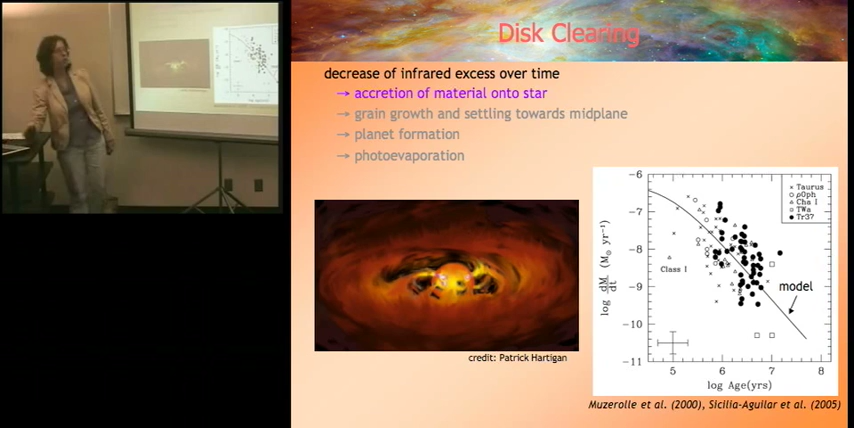 Disk Clearing
decrease of infrared excess over time
→ accretion of material onto star
→ grain growth and settling towards midplane
→ planet formation
→ photoevaporation
credit: Patrick Hartigan
log dM/dt (M⊙ yr⁻¹)
-6
-7
-8
-9
-10
-11
× Taurus
○ ρOph
△ Cha I
□ TWa
● Tr37
Class I
model
5 6 7 8
log Age(yrs)
Muzerolle et al. (2000), Sicilia-Aguilar et al. (2005)